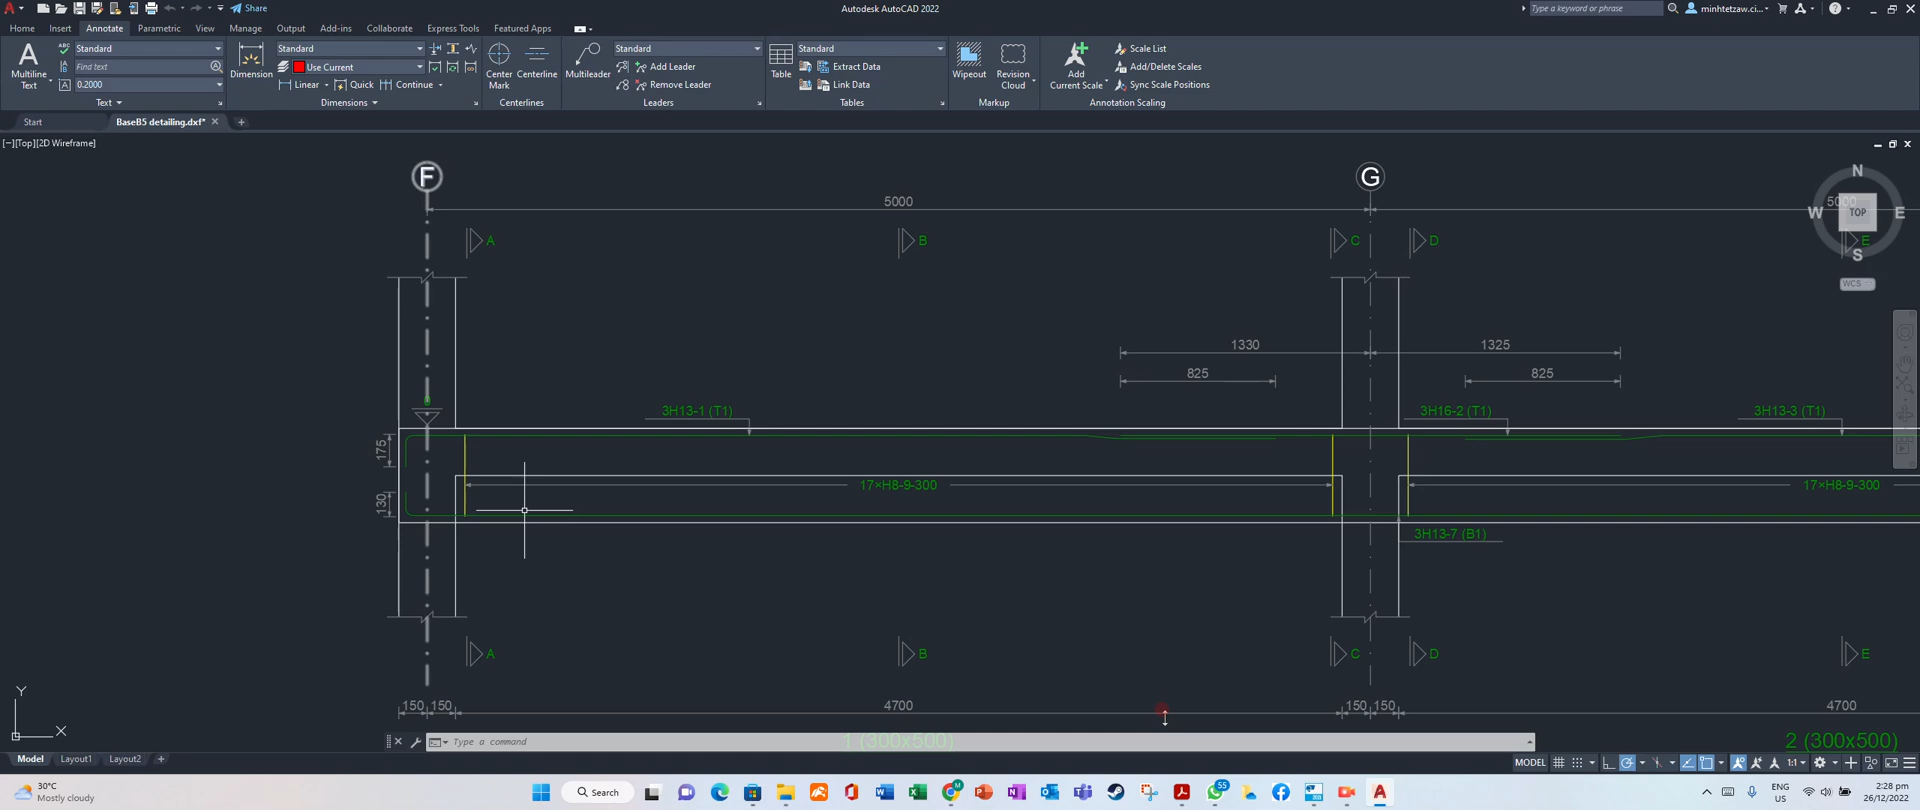 Share
Autodesk AutoCAD 2022
Type a keyword or phrase
minhtetzaw.ci...
Home Insert Annotate Parametric View Manage Output Add-ins Collaborate Express Tools Featured Apps
A
Multiline
Text
ABC
Standard
Find text
0.2000
Text
Dimension
Standard
Use Current
Linear Quick Continue
Dimensions
Center
Mark
Centerline
Centerlines
Multileader
Standard
Add Leader
Remove Leader
Leaders
Table
Standard
Extract Data
Link Data
Tables
Wipeout
Revision
Cloud
Markup
Add
Current Scale
Scale List
Add/Delete Scales
Sync Scale Positions
Annotation Scaling
Start
BaseB5 detailing.dxf*
[−][Top][2D Wireframe]
F G
5000 5000
A B C D E
N
W TOP E
S
WCS
1330 1325
825 825
3H13-1 (T1) 3H16-2 (T1) 3H13-3 (T1)
175
17×H8-9-300 17×H8-9-300
130
3H13-7 (B1)
A B C D E
Y
X
150 150 4700 150 150 4700
Type a command
1 (300x500) 2 (300x500)
Model Layout1 Layout2
MODEL
1:1
30°C
Mostly cloudy
Search
55
ENG
US
2:28 pm
26/12/2022